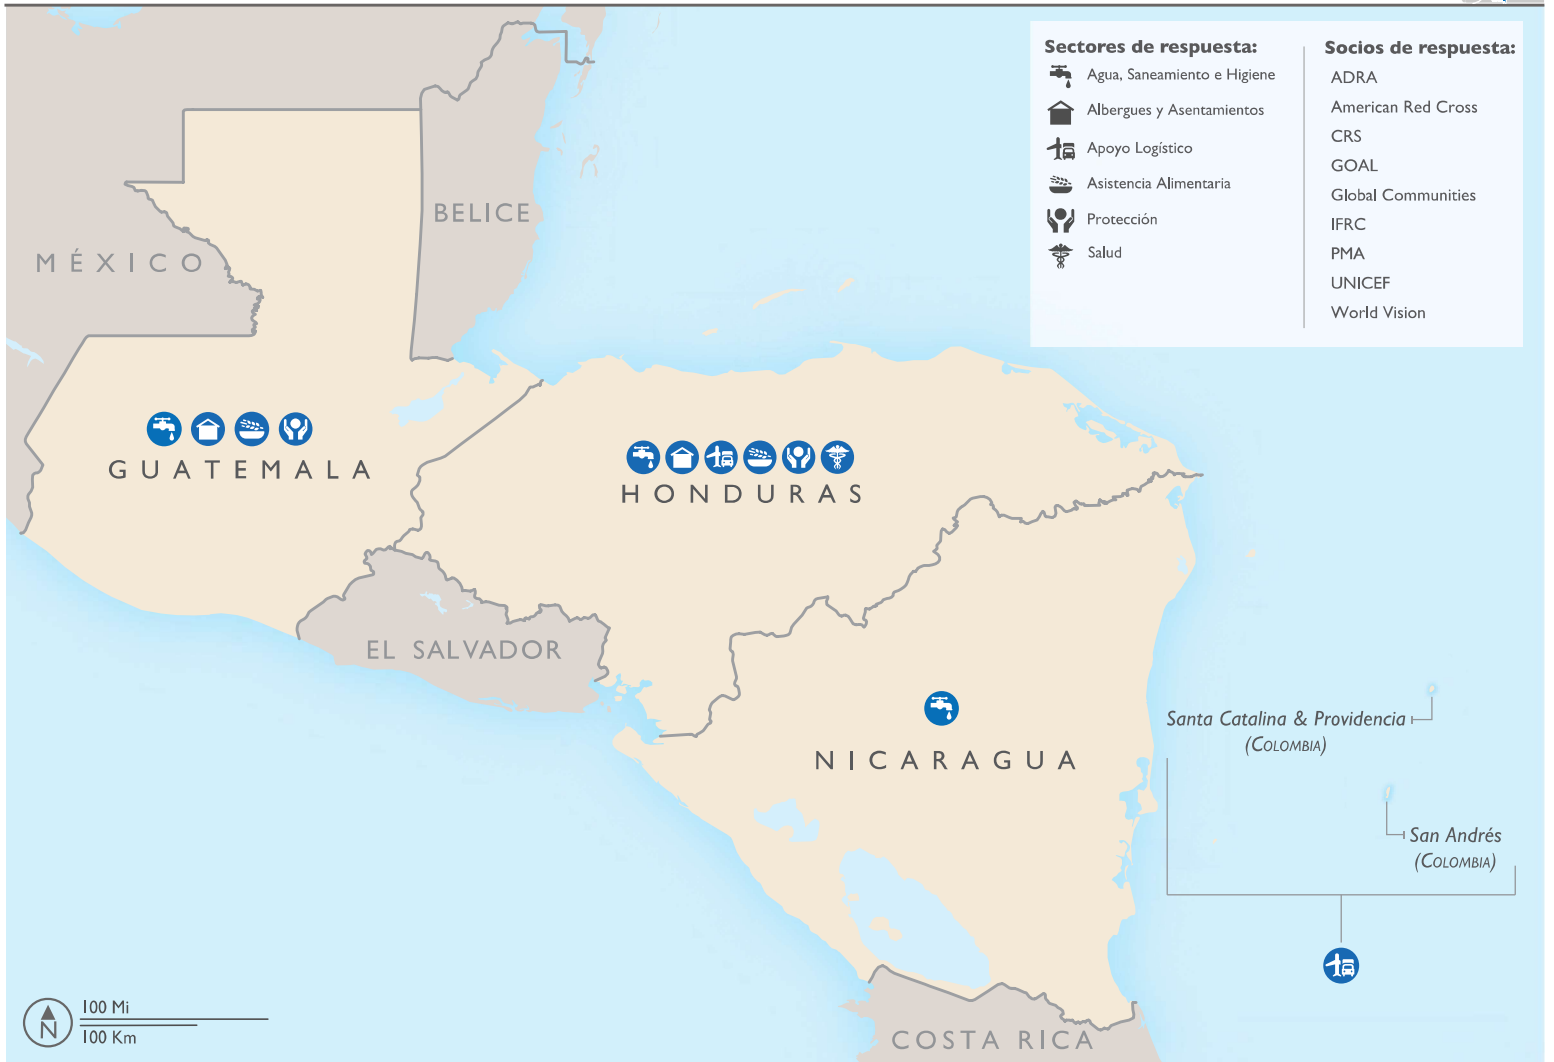 Sectores de respuesta:
Agua, Saneamiento e Higiene
Albergues y Asentamientos
Apoyo Logístico
Asistencia Alimentaria
Protección
Salud
Socios de respuesta:
ADRA
American Red Cross
CRS
GOAL
Global Communities
IFRC
PMA
UNICEF
World Vision
BELICE
MÉXICO
GUATEMALA
HONDURAS
EL SALVADOR
NICARAGUA
Santa Catalina & Providencia
(COLOMBIA)
San Andrés
(COLOMBIA)
COSTA RICA
N
100 Mi
100 Km